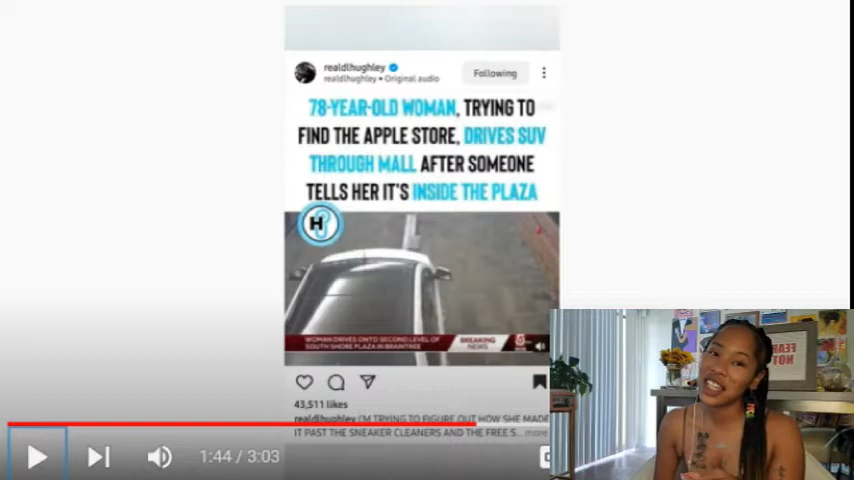 realdlhughley
realdlhughley • Original audio
Following
78-YEAR-OLD WOMAN, TRYING TO
FIND THE APPLE STORE, DRIVES SUV
THROUGH MALL AFTER SOMEONE
TELLS HER IT'S INSIDE THE PLAZA
H
WOMAN DRIVES ONTO SECOND LEVEL OF
SOUTH SHORE PLAZA IN BRAINTREE
BREAKING
NEWS
5
43,511 likes
realdlhughley I'M TRYING TO FIGURE OUT HOW SHE MADE
IT PAST THE SNEAKER CLEANERS AND THE FREE S... more
1:44 / 3:03
FEAR
NOT